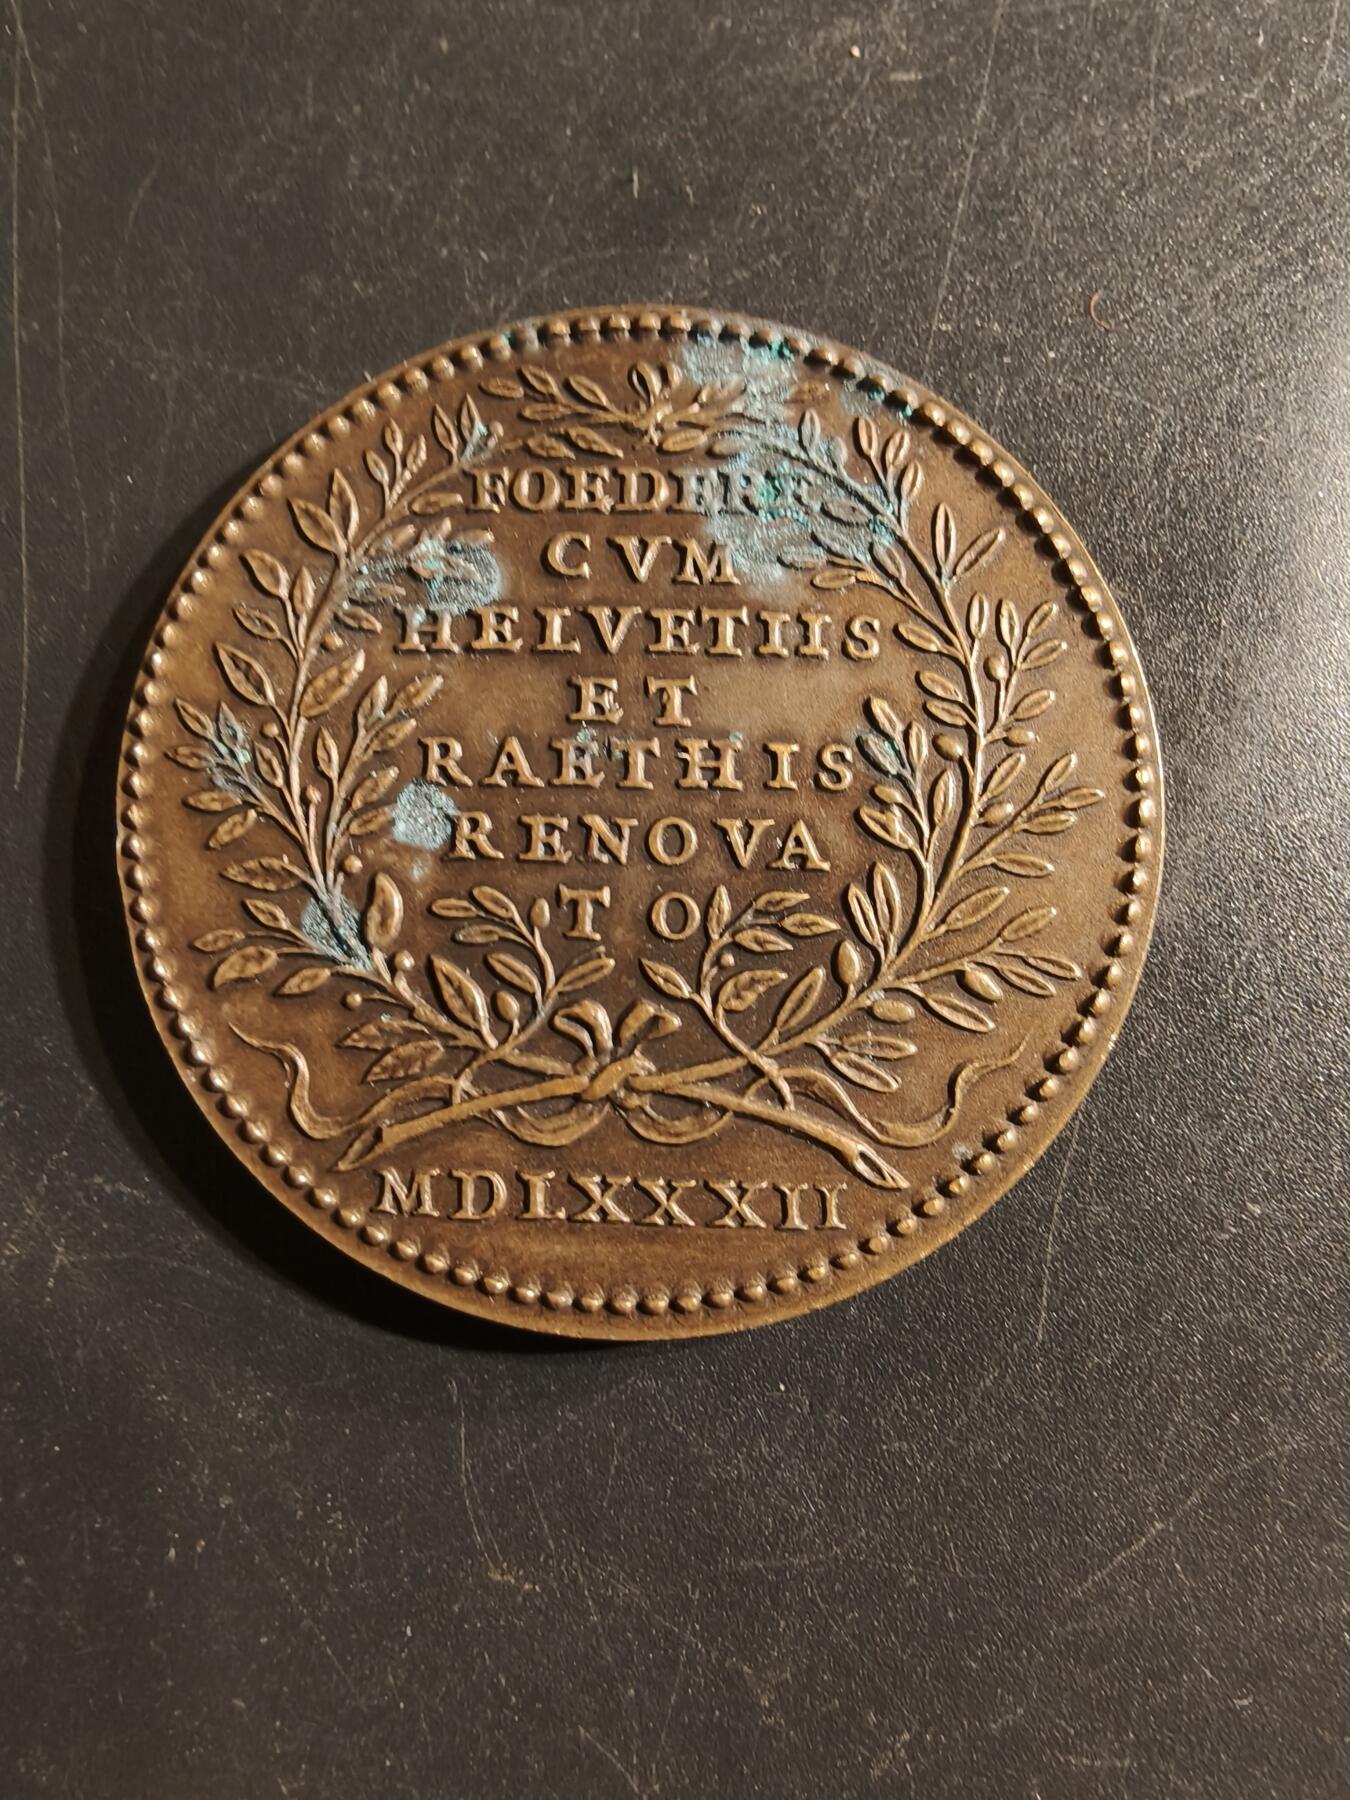 FOEDERE
CVM
HELVETIIS
ET
RAETHIS
RENOVA
TO
MDLXXXII